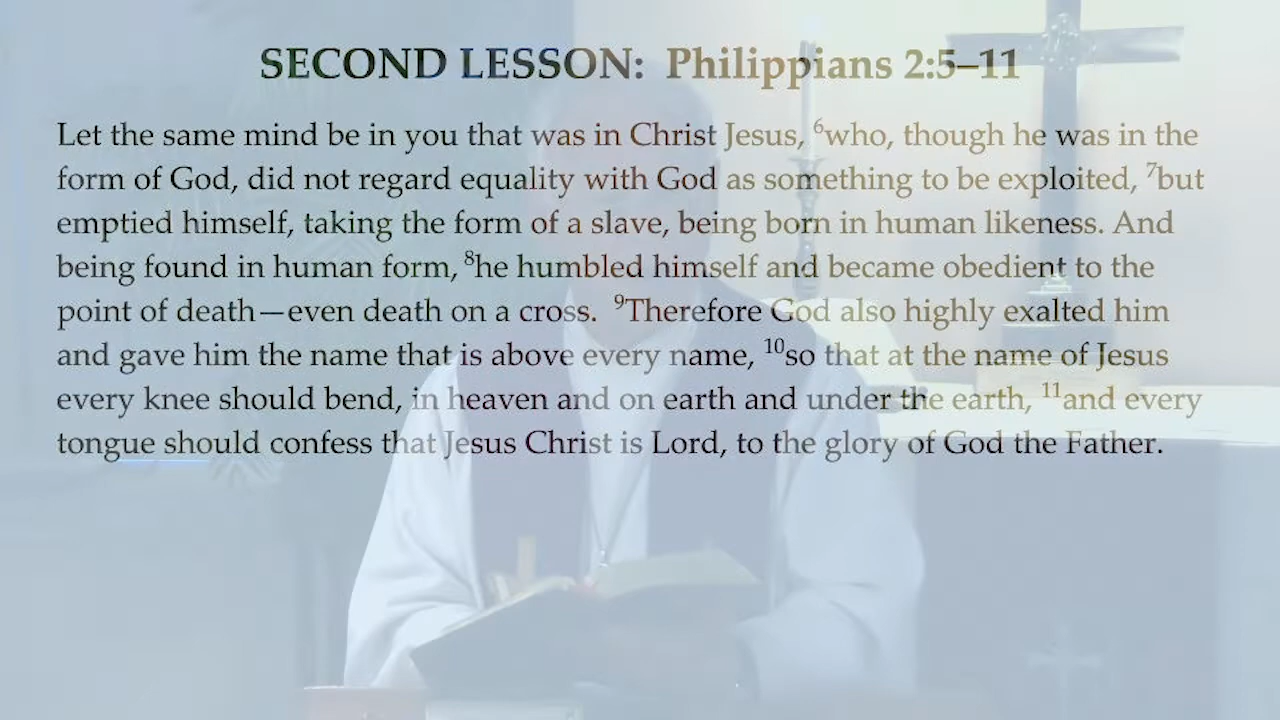 SECOND LESSON: Philippians 2:5–11
Let the same mind be in you that was in Christ Jesus, ⁶who, though he was in the
form of God, did not regard equality with God as something to be exploited, ⁷but
emptied himself, taking the form of a slave, being born in human likeness. And
being found in human form, ⁸he humbled himself and became obedient to the
point of death—even death on a cross. ⁹Therefore God also highly exalted him
and gave him the name that is above every name, ¹⁰so that at the name of Jesus
every knee should bend, in heaven and on earth and under the earth, ¹¹and every
tongue should confess that Jesus Christ is Lord, to the glory of God the Father.